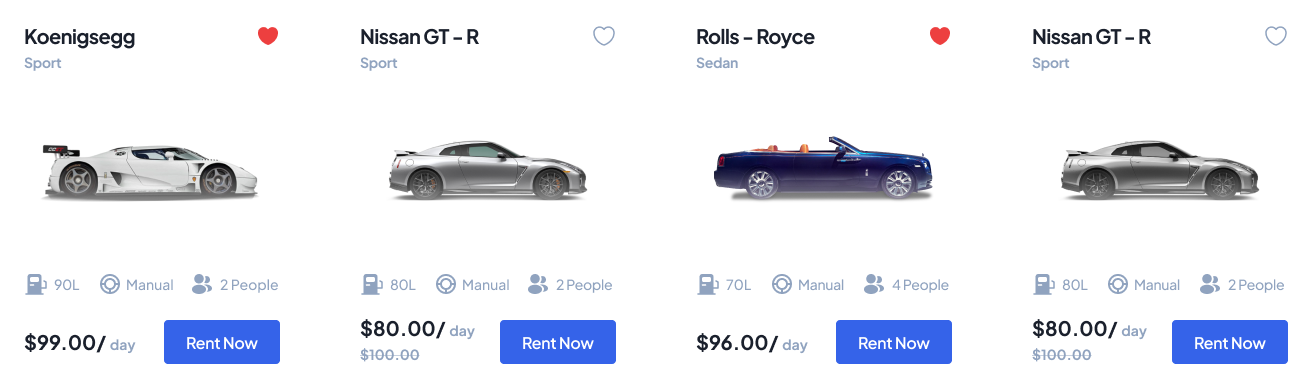 Koenigsegg
Sport
90L Manual 2 People
$99.00/ day
Rent Now
Nissan GT - R
Sport
80L Manual 2 People
$80.00/ day
$100.00
Rent Now
Rolls - Royce
Sedan
70L Manual 4 People
$96.00/ day
Rent Now
Nissan GT - R
Sport
80L Manual 2 People
$80.00/ day
$100.00
Rent Now